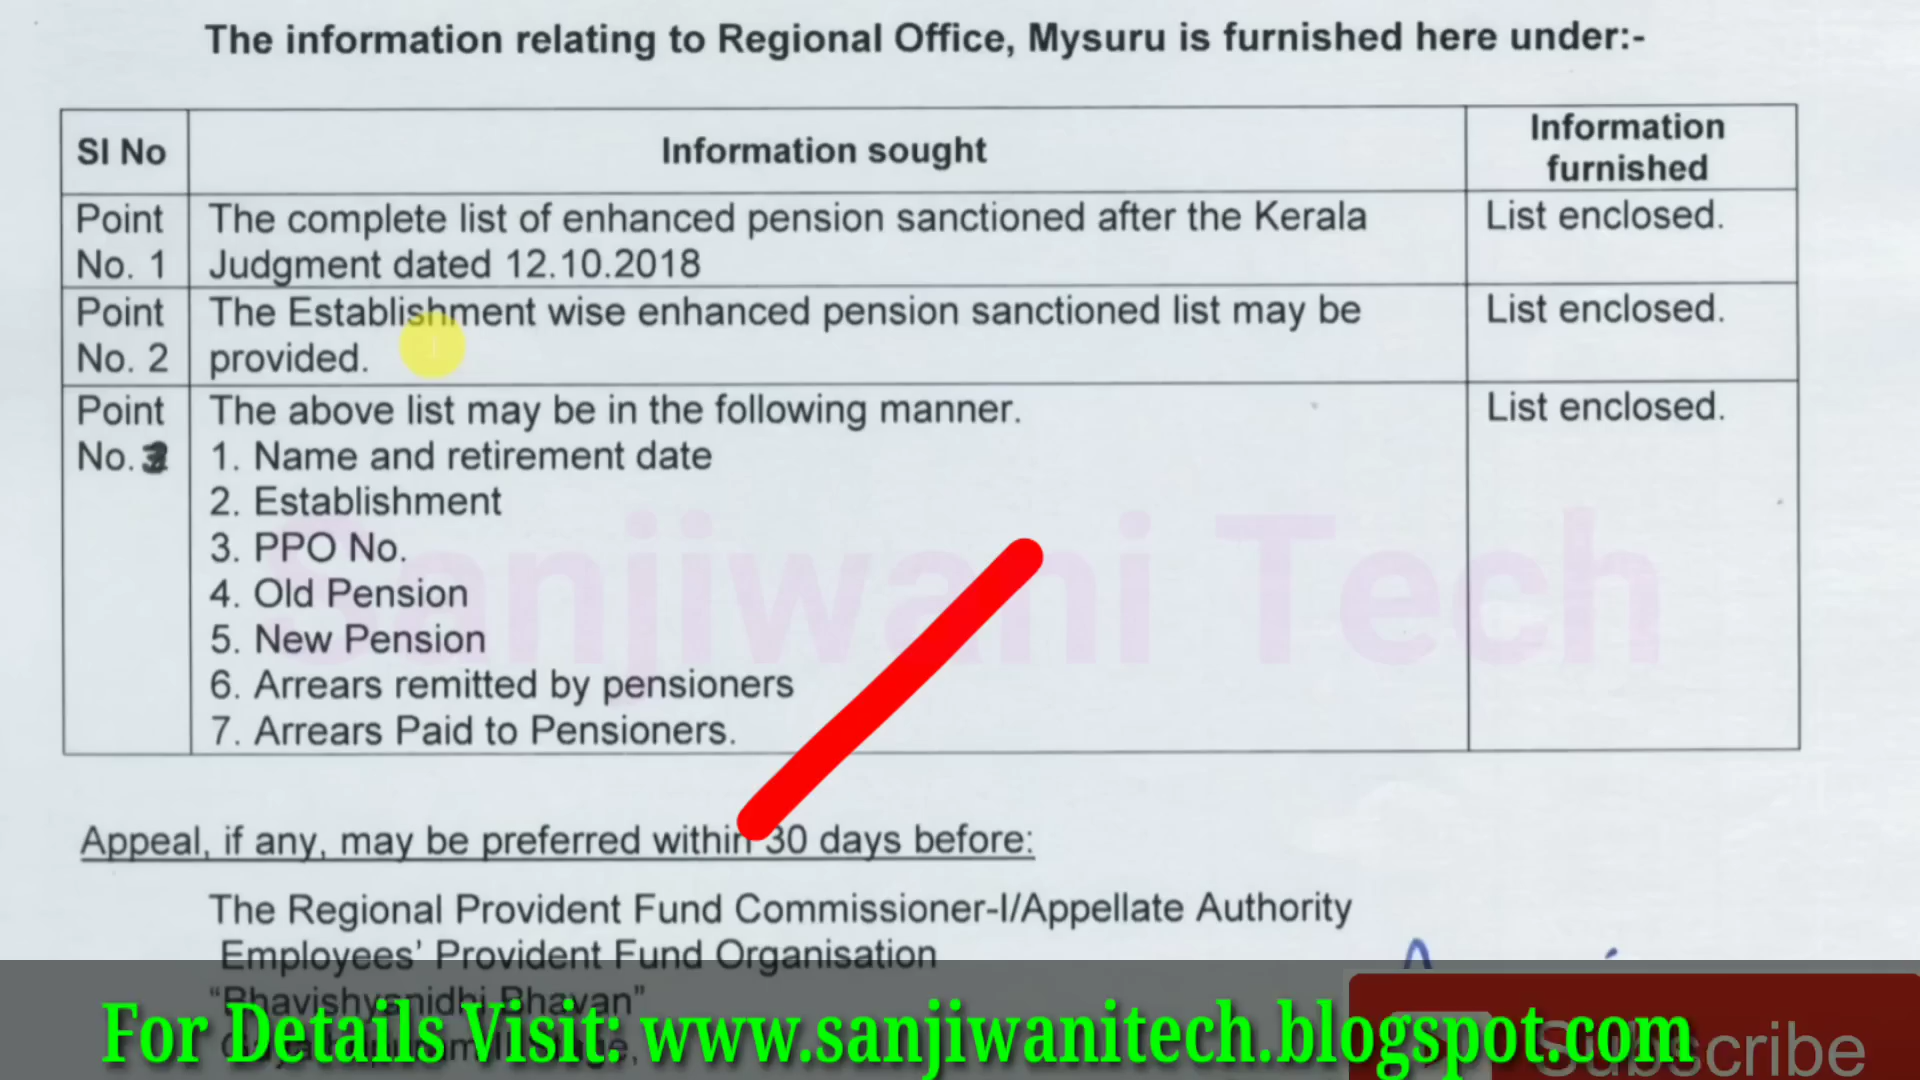 The information relating to Regional Office, Mysuru is furnished here under:-
Sl No
Information sought
Information
furnished
Point
No. 1
The complete list of enhanced pension sanctioned after the Kerala
Judgment dated 12.10.2018
List enclosed.
Point
No. 2
The Establishment wise enhanced pension sanctioned list may be
provided.
List enclosed.
Point
No. 3
The above list may be in the following manner.
1. Name and retirement date
2. Establishment
3. PPO No.
4. Old Pension
5. New Pension
6. Arrears remitted by pensioners
7. Arrears Paid to Pensioners.
List enclosed.
Sanjiwani Tech
Appeal, if any, may be preferred within 30 days before:
The Regional Provident Fund Commissioner-I/Appellate Authority
Employees’ Provident Fund Organisation
“Bhavishyanidhi Bhavan”
For Details Visit: www.sanjiwanitech.blogspot.com
Subscribe